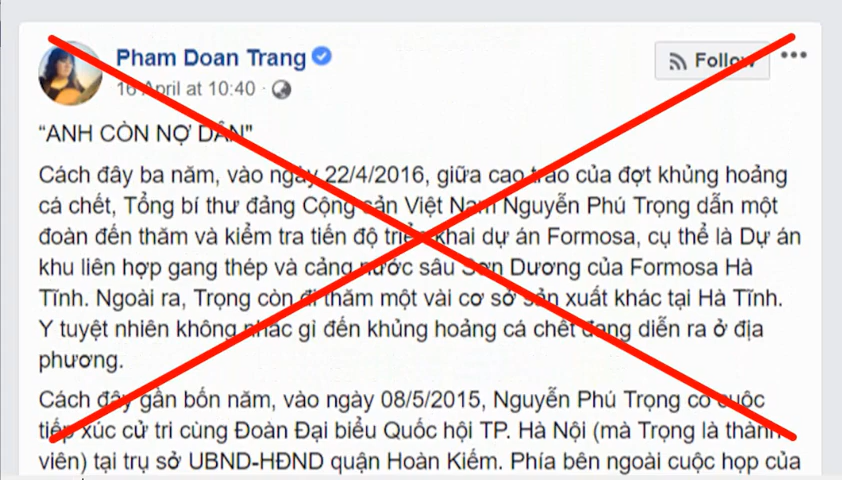 Pham Doan Trang
Follow
16 April at 10:40
“ANH CÒN NỢ DÂN"
Cách đây ba năm, vào ngày 22/4/2016, giữa cao trào của đợt khủng hoảng
cá chết, Tổng bí thư đảng Cộng sản Việt Nam Nguyễn Phú Trọng dẫn một
đoàn đến thăm và kiểm tra tiến độ triển khai dự án Formosa, cụ thể là Dự án
khu liên hợp gang thép và cảng nước sâu Sơn Dương của Formosa Hà
Tĩnh. Ngoài ra, Trọng còn đi thăm một vài cơ sở sản xuất khác tại Hà Tĩnh.
Y tuyệt nhiên không nhắc gì đến khủng hoảng cá chết đang diễn ra ở địa
phương.
Cách đây gần bốn năm, vào ngày 08/5/2015, Nguyễn Phú Trọng có cuộc
tiếp xúc cử tri cùng Đoàn Đại biểu Quốc hội TP. Hà Nội (mà Trọng là thành
viên) tại trụ sở UBND-HĐND quận Hoàn Kiếm. Phía bên ngoài cuộc họp của